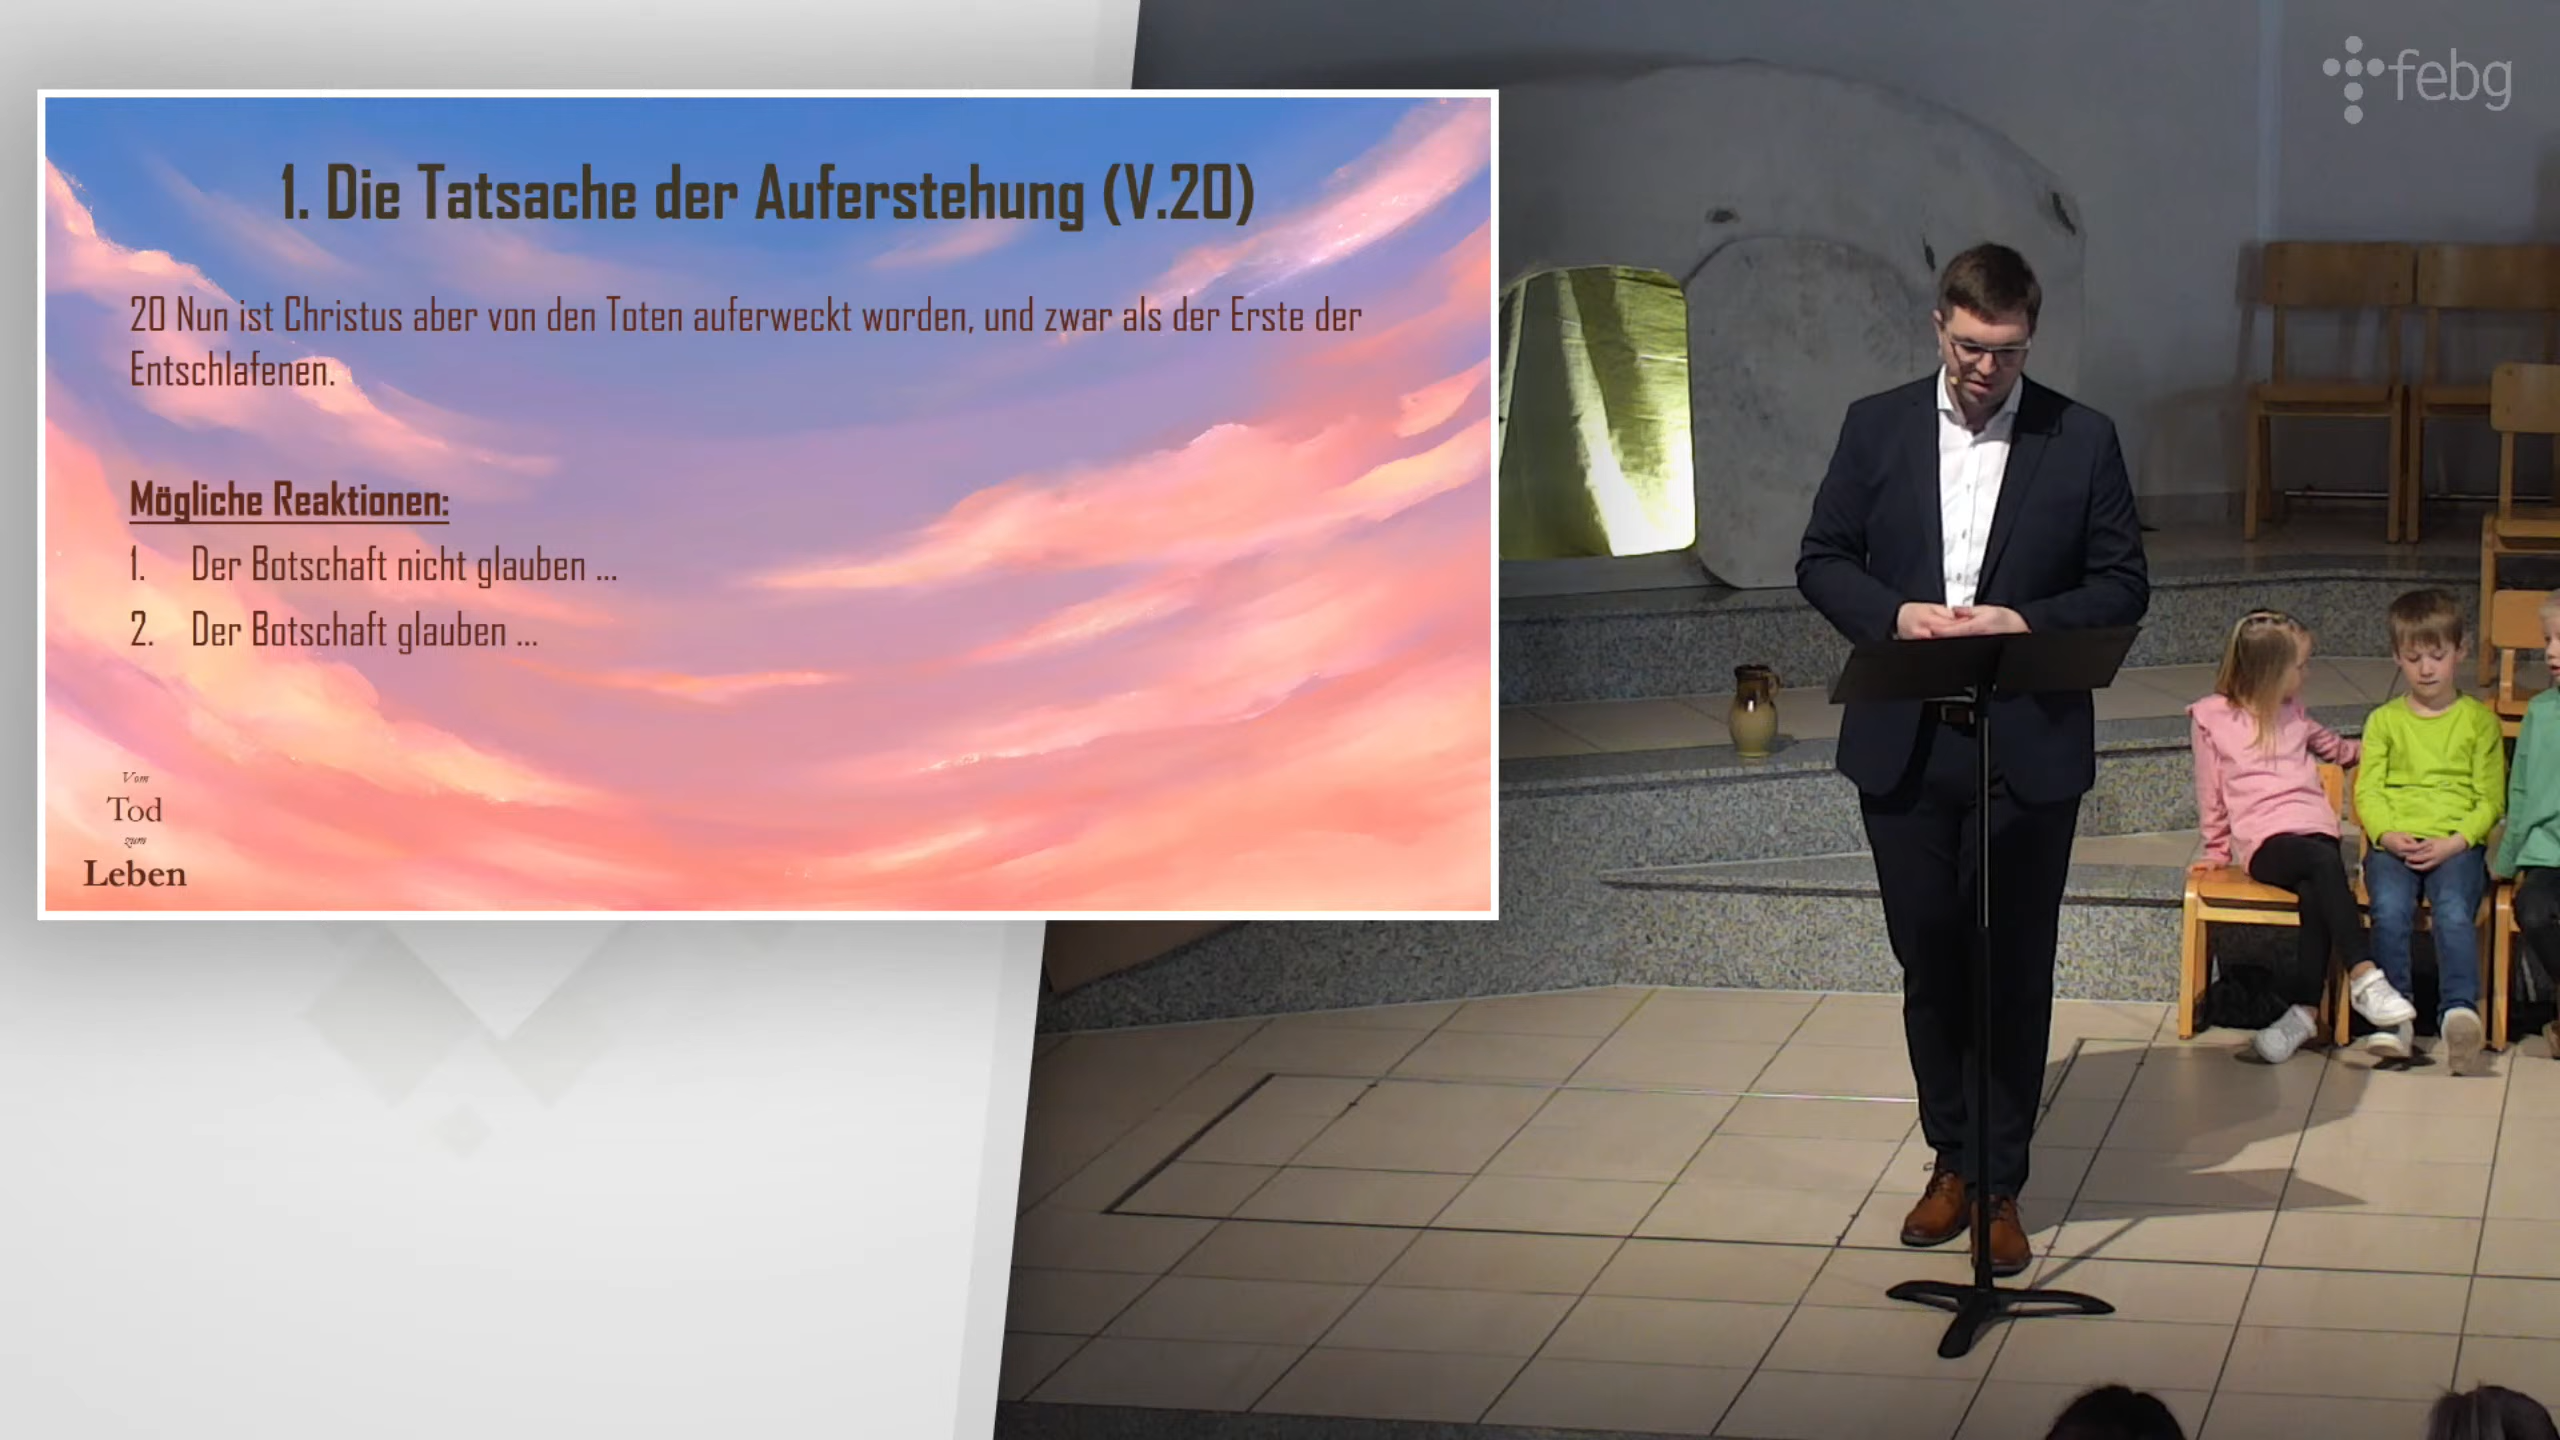 febg
1. Die Tatsache der Auferstehung (V.20)
20 Nun ist Christus aber von den Toten auferweckt worden, und zwar als der Erste der
Entschlafenen.
Mögliche Reaktionen:
1. Der Botschaft nicht glauben ...
2. Der Botschaft glauben ...
Vom
Tod
zum
Leben